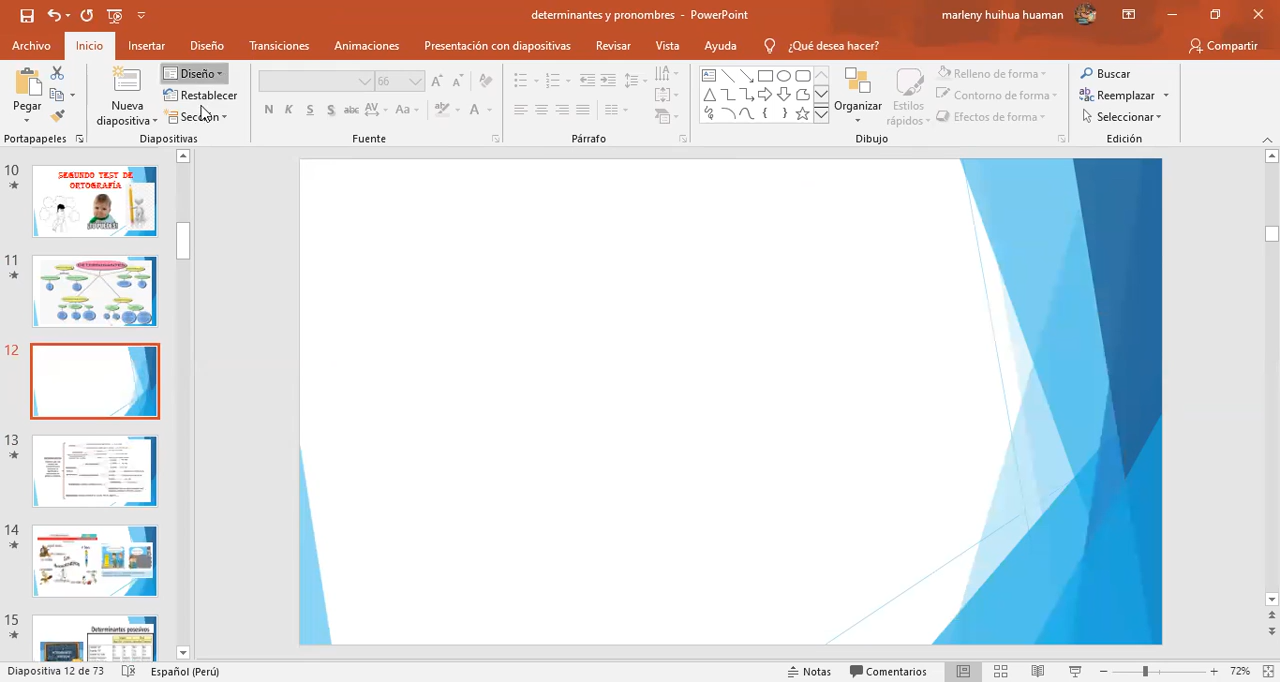 determinantes y pronombres - PowerPoint
marleny huihua huaman
Archivo Inicio Insertar Diseño Transiciones Animaciones Presentación con diapositivas Revisar Vista Ayuda ¿Qué desea hacer? Compartir
Pegar
Portapapeles
Nueva
diapositiva
Diseño
Restablecer
Sección
Diapositivas
66
Fuente
Párrafo
Organizar
Estilos
rápidos
Relleno de forma
Contorno de forma
Efectos de forma
Dibujo
Buscar
Reemplazar
Seleccionar
Edición
10
SEGUNDO TEST DE
ORTOGRAFÍA
¡TÚ PUEDES!
11
12
13
14
15
Determinantes posesivos
Diapositiva 12 de 73
Español (Perú)
Notas
Comentarios
72%